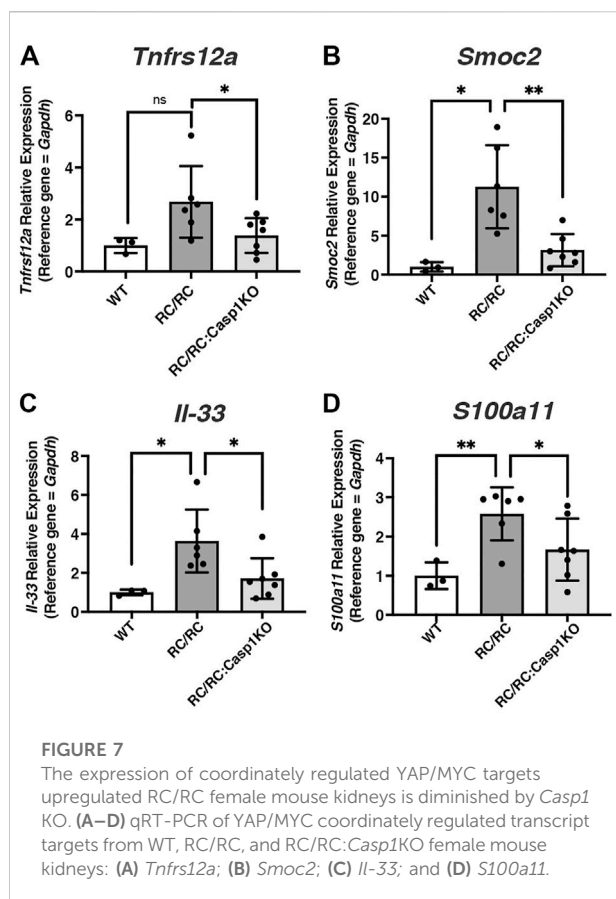 A
Tnfrs12a
ns
*
Tnfrsf12a Relative Expression
(Reference gene = Gapdh)
6
4
2
0
WT
RC/RC
RC/RC:Casp1KO
B
Smoc2
*
**
Smoc2 Relative Expression
(Reference gene = Gapdh)
20
15
10
5
0
WT
RC/RC
RC/RC:Casp1KO
C
Il-33
*
*
Il-33 Relative Expression
(Reference gene = Gapdh)
8
6
4
2
0
WT
RC/RC
RC/RC:Casp1KO
D
S100a11
**
*
S100a11 Relative Expression
(Reference gene = Gapdh)
4
3
2
1
0
WT
RC/RC
RC/RC:Casp1KO
FIGURE 7
The expression of coordinately regulated YAP/MYC targets
upregulated RC/RC female mouse kidneys is diminished by Casp1
KO. (A–D) qRT-PCR of YAP/MYC coordinately regulated transcript
targets from WT, RC/RC, and RC/RC:Casp1KO female mouse
kidneys: (A) Tnfrs12a; (B) Smoc2; (C) Il-33; and (D) S100a11.